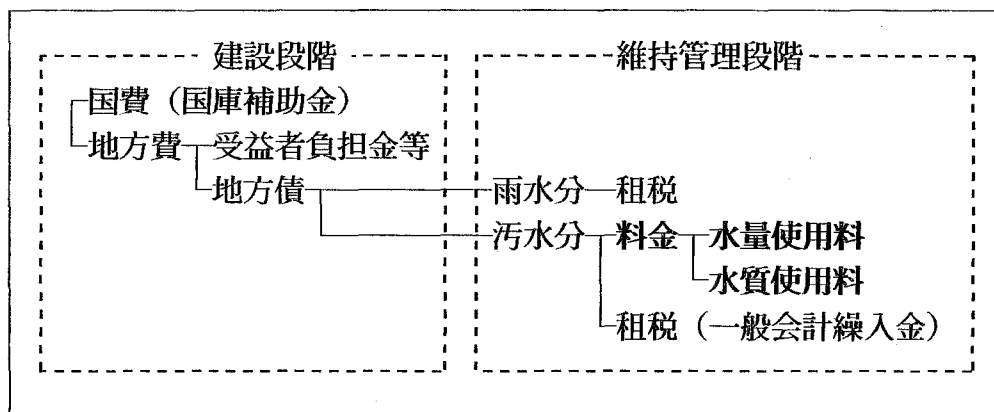 建設段階 維持管理段階
国費（国庫補助金）
地方費 受益者負担金等
地方債 雨水分 租税
汚水分 料金 水量使用料
水質使用料
租税（一般会計繰入金）